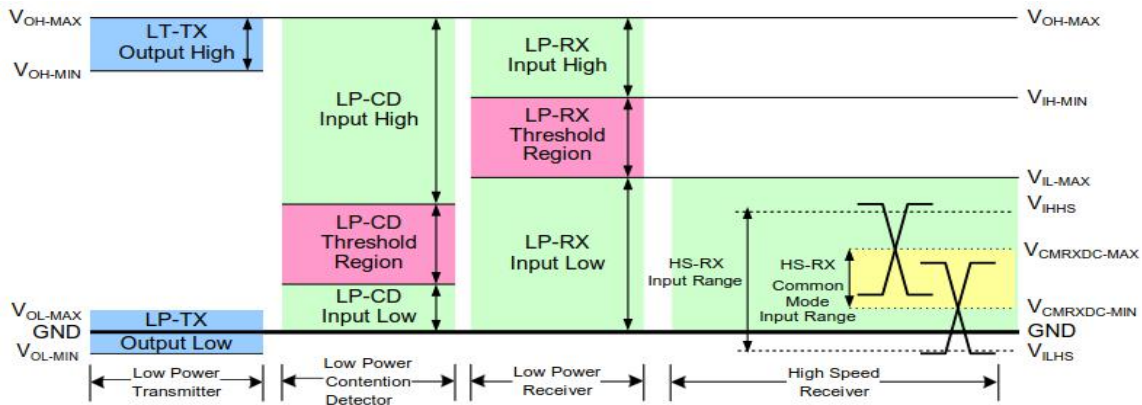 VOH-MAX
LT-TX
Output High
VOH-MIN
VOL-MAX
LP-TX
GND
Output Low
VOL-MIN
LP-CD
Input High
LP-CD
Threshold
Region
LP-CD
Input Low
LP-RX
Input High
LP-RX
Threshold
Region
LP-RX
Input Low
HS-RX
Input Range
HS-RX
Common
Mode
Input Range
VOH-MAX
VIH-MIN
VIL-MAX
VIHHS
VCMRXDC-MAX
VCMRXDC-MIN
GND
VILHS
Low Power
Transmitter
Low Power
Contention
Detector
Low Power
Receiver
High Speed
Receiver